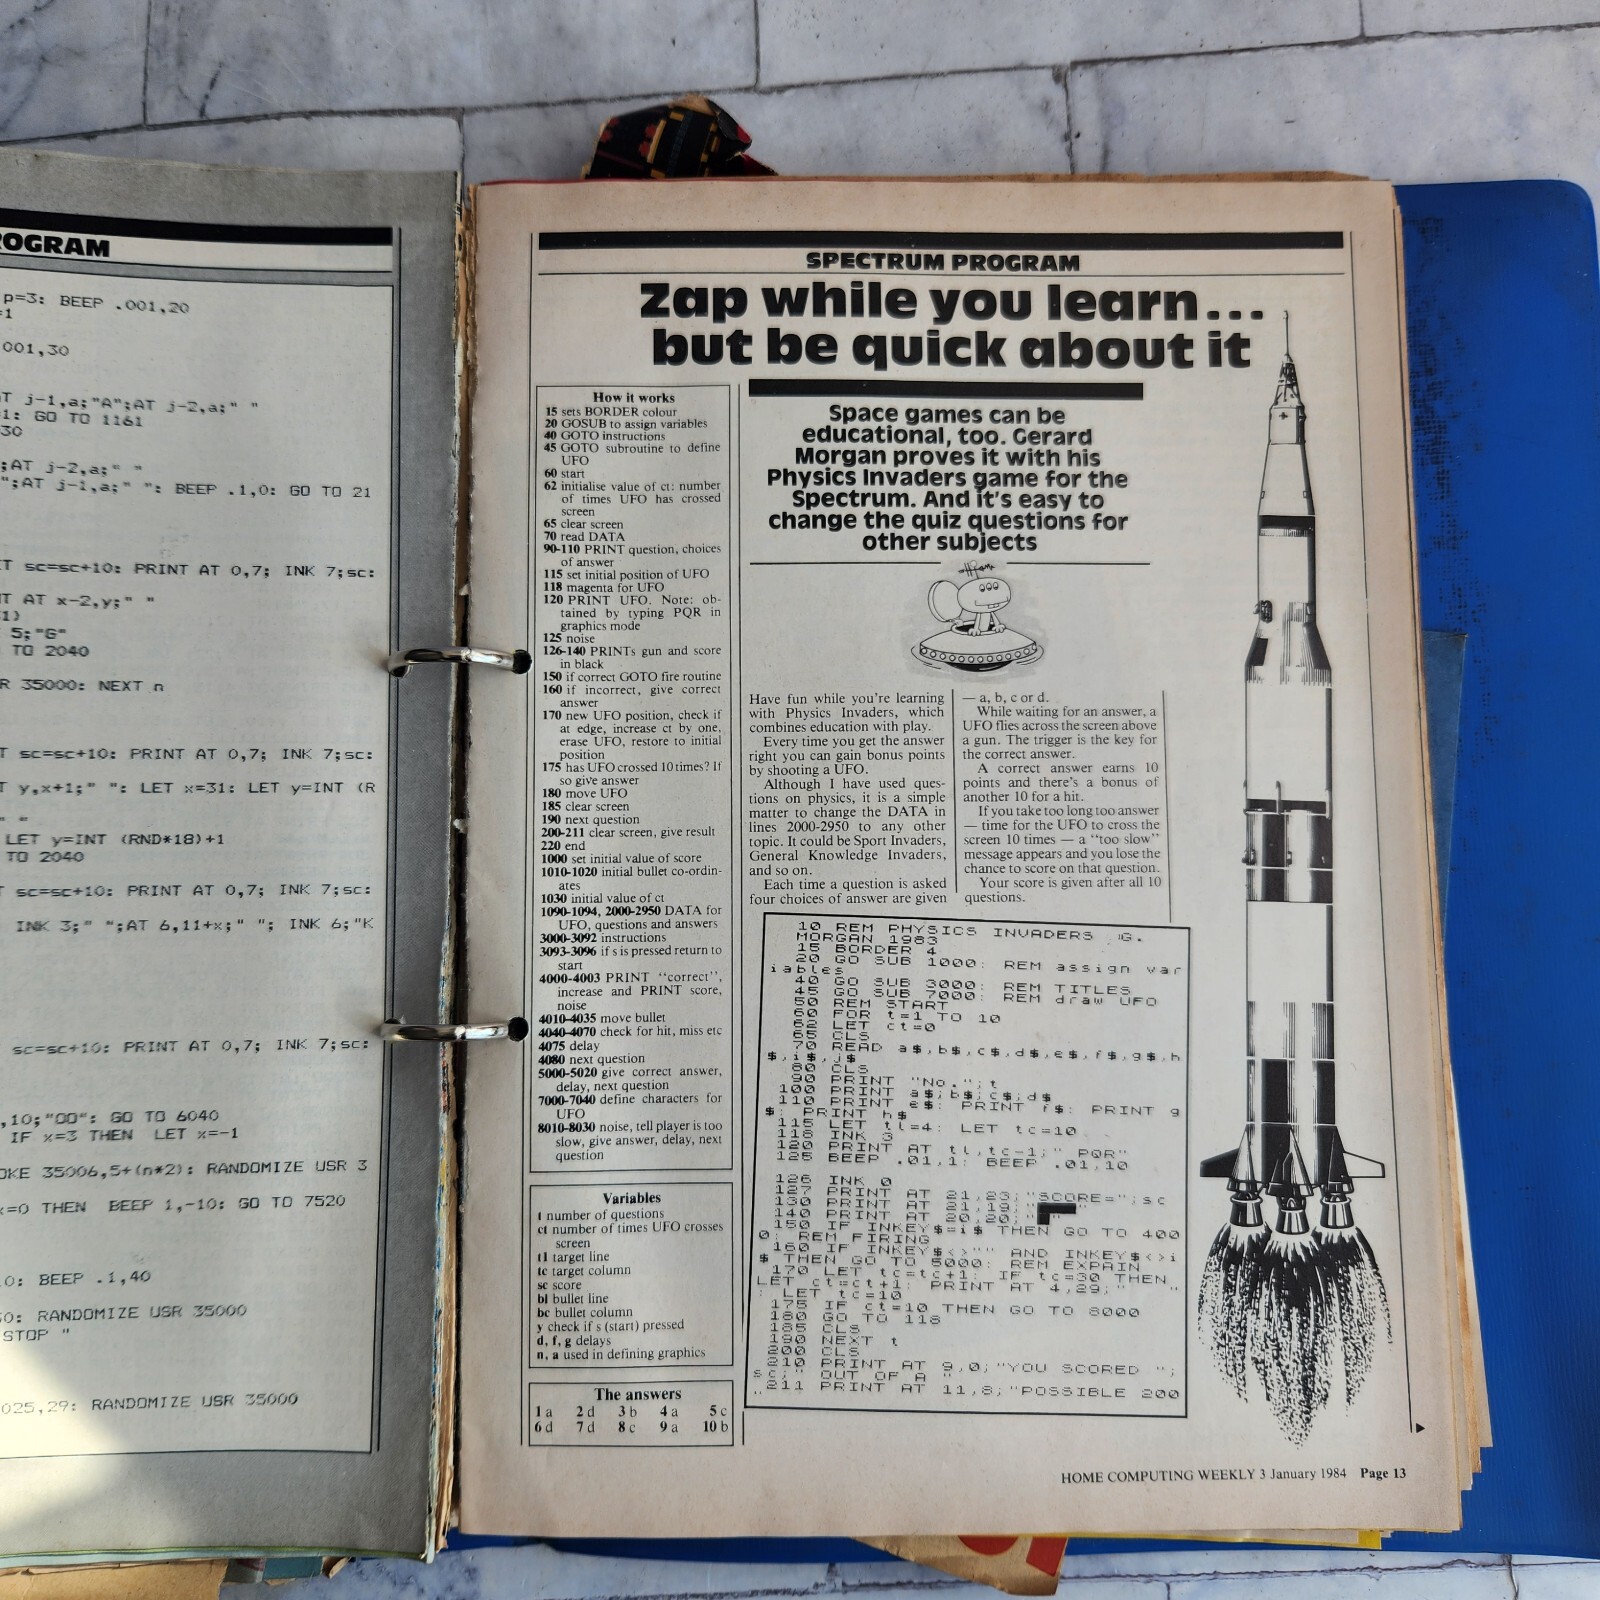 OGRAM
p=3: BEEP .001,20
001,30
AT j-1,a;"A";AT j-2,a;" "
GO TO 1161
30
;AT j-2,a;" "
";AT j-1,a;" ": BEEP .1,0: GO TO 21
sc=sc+10: PRINT AT 0,7; INK 7;sc:
AT x-2,y;" "
5;"G"
TO 2040
R 35000: NEXT n
sc=sc+10: PRINT AT 0,7; INK 7;sc:
y,x+1;" ": LET x=31: LET y=INT (R
" "
LET y=INT (RND*18)+1
TO 2040
sc=sc+10: PRINT AT 0,7; INK 7;sc:
INK 3;" ";AT 6,11+x;" "; INK 6;"K
sc=sc+10: PRINT AT 0,7; INK 7;sc:
,10;"OO": GO TO 6040
IF x=3 THEN LET x=-1
OKE 35006,5+(n*2): RANDOMIZE USR 3
x=0 THEN BEEP 1,-10: GO TO 7520
0: BEEP .1,40
RANDOMIZE USR 35000
STOP "
025,29: RANDOMIZE USR 35000
SPECTRUM PROGRAM
Zap while you learn...
but be quick about it
How it works
15 sets BORDER colour
20 GOSUB to assign variables
40 GOTO instructions
45 GOTO subroutine to define
UFO
60 start
62 initialise value of ct: number
of times UFO has crossed
screen
65 clear screen
70 read DATA
90-110 PRINT question, choices
of answer
115 set initial position of UFO
118 magenta for UFO
120 PRINT UFO. Note: ob-
tained by typing PQR in
graphics mode
125 noise
126-140 PRINTs gun and score
in black
150 if correct GOTO fire routine
160 if incorrect, give correct
answer
170 new UFO position, check if
at edge, increase ct by one,
erase UFO, restore to initial
position
175 has UFO crossed 10 times? If
so give answer
180 move UFO
185 clear screen
190 next question
200-211 clear screen, give result
220 end
1000 set initial value of score
1010-1020 initial bullet co-ordin-
ates
1030 initial value of ct
1090-1094, 2000-2950 DATA for
UFO, questions and answers
3000-3092 instructions
3093-3096 if s is pressed return to
start
4000-4003 PRINT "correct",
increase and PRINT score,
noise
4010-4035 move bullet
4040-4070 check for hit, miss etc
4075 delay
4080 next question
5000-5020 give correct answer,
delay, next question
7000-7040 define characters for
UFO
8010-8030 noise, tell player is too
slow, give answer, delay, next
question
Variables
t number of questions
ct number of times UFO crosses
screen
tl target line
tc target column
sc score
bl bullet line
bc bullet column
y check if s (start) pressed
d, f, g delays
n, a used in defining graphics
The answers
1 a 2 d 3 b 4 a 5 c
6 d 7 d 8 c 9 a 10 b
Space games can be
educational, too. Gerard
Morgan proves it with his
Physics Invaders game for the
Spectrum. And it's easy to
change the quiz questions for
other subjects
Have fun while you're learning
with Physics Invaders, which
combines education with play.
Every time you get the answer
right you can gain bonus points
by shooting a UFO.
Although I have used ques-
tions on physics, it is a simple
matter to change the DATA in
lines 2000-2950 to any other
topic. It could be Sport Invaders,
General Knowledge Invaders,
and so on.
Each time a question is asked
four choices of answer are given
— a, b, c or d.
While waiting for an answer, a
UFO flies across the screen above
a gun. The trigger is the key for
the correct answer.
A correct answer earns 10
points and there's a bonus of
another 10 for a hit.
If you take too long too answer
— time for the UFO to cross the
screen 10 times — a "too slow"
message appears and you lose the
chance to score on that question.
Your score is given after all 10
questions.
10 REM PHYSICS INVADERS G.
MORGAN 1983
15 BORDER 4
20 GO SUB 1000: REM assign var
iables
40 GO SUB 3000: REM TITLES
45 GO SUB 7000: REM draw UFO
50 REM START
60 FOR t=1 TO 10
62 LET ct=0
65 CLS
70 READ a$,b$,c$,d$,e$,f$,g$,h
$,i$,j$
80 CLS
90 PRINT "No.";t
100 PRINT a$;b$;c$;d$
110 PRINT e$: PRINT f$: PRINT g
$: PRINT h$
115 LET tl=4: LET tc=10
118 INK 3
120 PRINT AT tl,tc-1;" PQR"
125 BEEP .01,1: BEEP .01,10
126 INK 0
127 PRINT AT 21,23;"SCORE=";sc
130 PRINT AT 21,19;"
140 PRINT AT 20,20;"
150 IF INKEY$=i$ THEN GO TO 400
0: REM FIRING
160 IF INKEY$<>"" AND INKEY$<>i
$ THEN GO TO 5000: REM EXPAIN
170 LET tc=tc+1: IF tc=30 THEN
LET ct=ct+1: PRINT AT 4,29;" "
: LET tc=10
175 IF ct=10 THEN GO TO 8000
180 GO TO 118
185 CLS
190 NEXT t
200 CLS
210 PRINT AT 9,0;"YOU SCORED ";
sc;" OUT OF A "
211 PRINT AT 11,8;"POSSIBLE 200
"
HOME COMPUTING WEEKLY 3 January 1984 Page 13